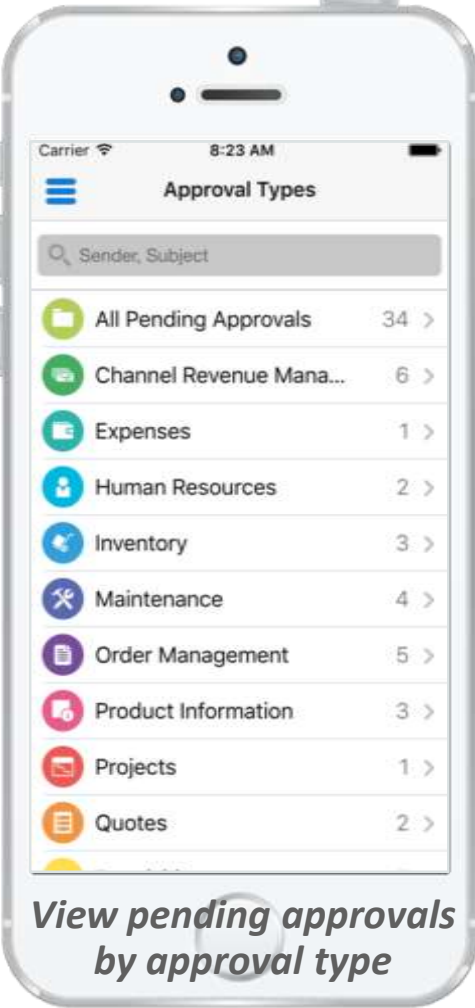 Carrier 8:23 AM
Approval Types
Sender, Subject
All Pending Approvals 34
Channel Revenue Mana... 6
Expenses 1
Human Resources 2
Inventory 3
Maintenance 4
Order Management 5
Product Information 3
Projects 1
Quotes 2
View pending approvals
by approval type